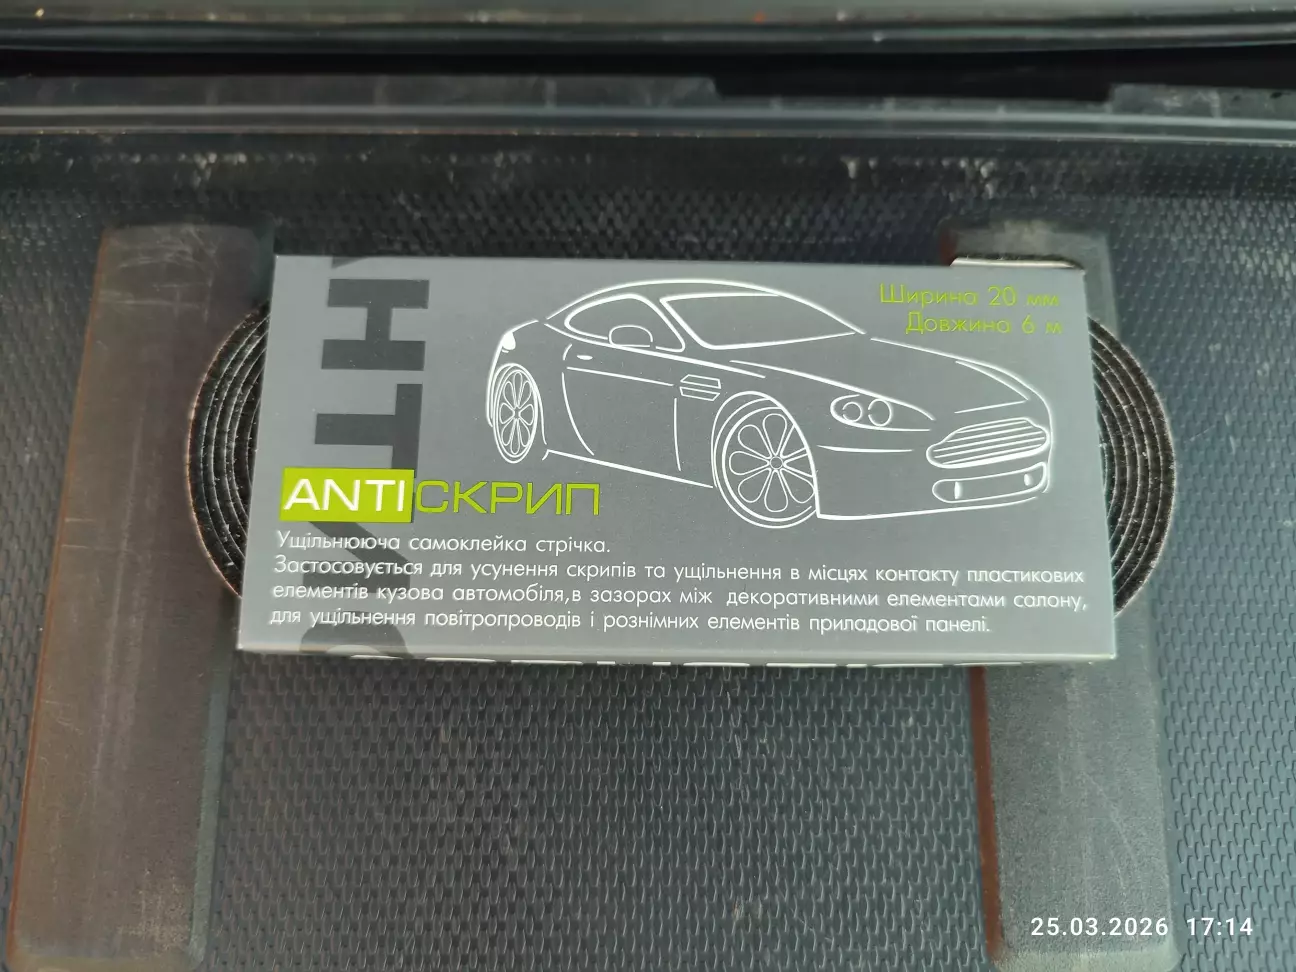 Ширина 20 мм
Довжина 6 м
ANTIСКРИП
Ущільнююча самоклейка стрічка.
Застосовується для усунення скрипів та ущільнення в місцях контакту пластикових
елементів кузова автомобіля,в зазорах між декоративними елементами салону,
для ущільнення повітропроводів і рознімних елементів приладової панелі.
25.03.2026 17:14